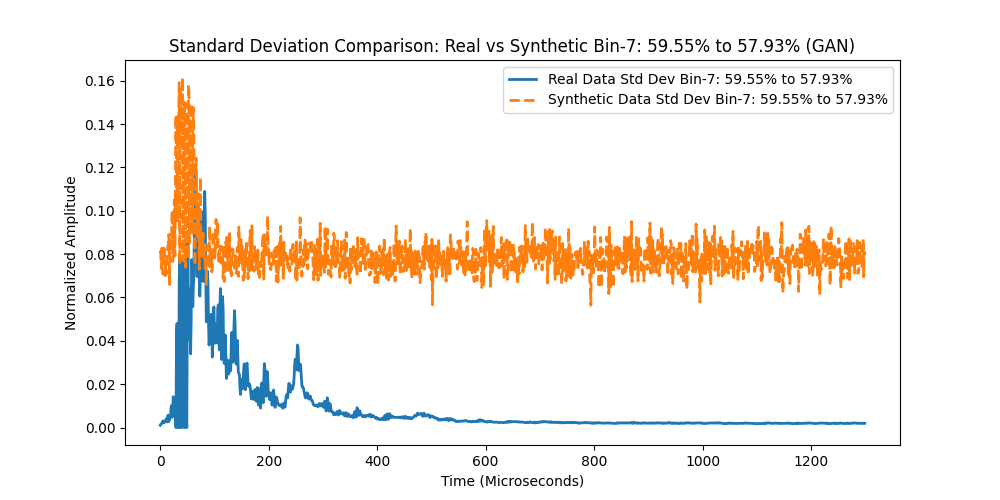 Standard Deviation Comparison: Real vs Synthetic Bin-7: 59.55% to 57.93% (GAN)
Real Data Std Dev Bin-7: 59.55% to 57.93%
Synthetic Data Std Dev Bin-7: 59.55% to 57.93%
Normalized Amplitude
0.16
0.14
0.12
0.10
0.08
0.06
0.04
0.02
0.00
0 200 400 600 800 1000 1200
Time (Microseconds)